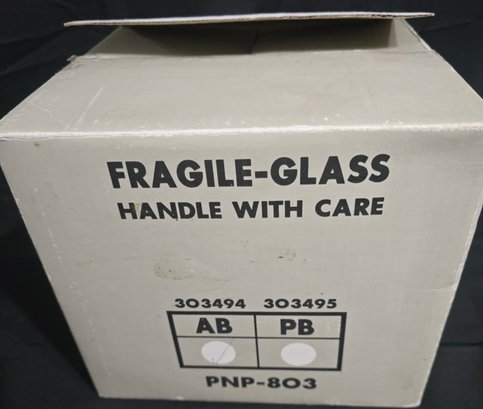 FRAGILE-GLASS
HANDLE WITH CARE
303494 303495
AB PB
PNP-803